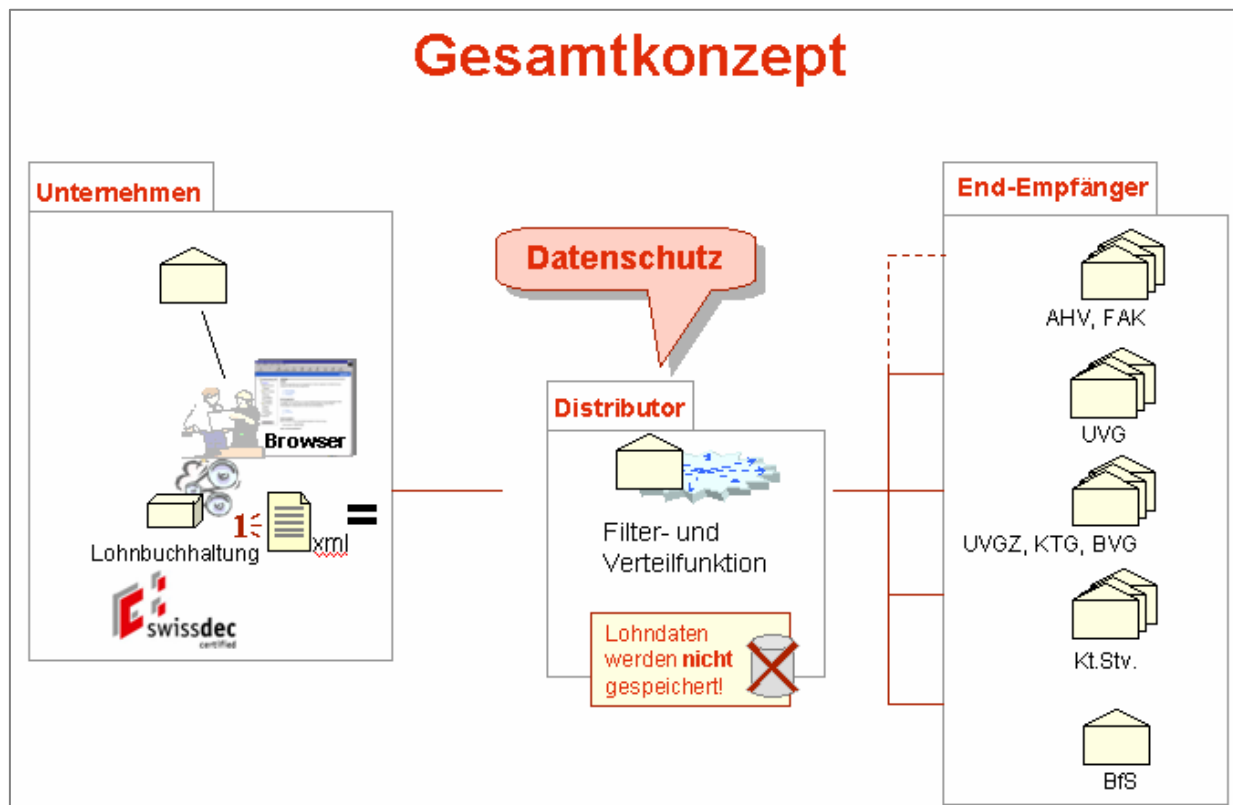 Gesamtkonzept
Unternehmen
Browser
1
xml
=
Lohnbuchhaltung
swissdec
certified
Datenschutz
Distributor
Filter- und
Verteilfunktion
Lohndaten
werden nicht
gespeichert!
End-Empfänger
AHV, FAK
UVG
UVGZ, KTG, BVG
Kt.Stv.
BfS